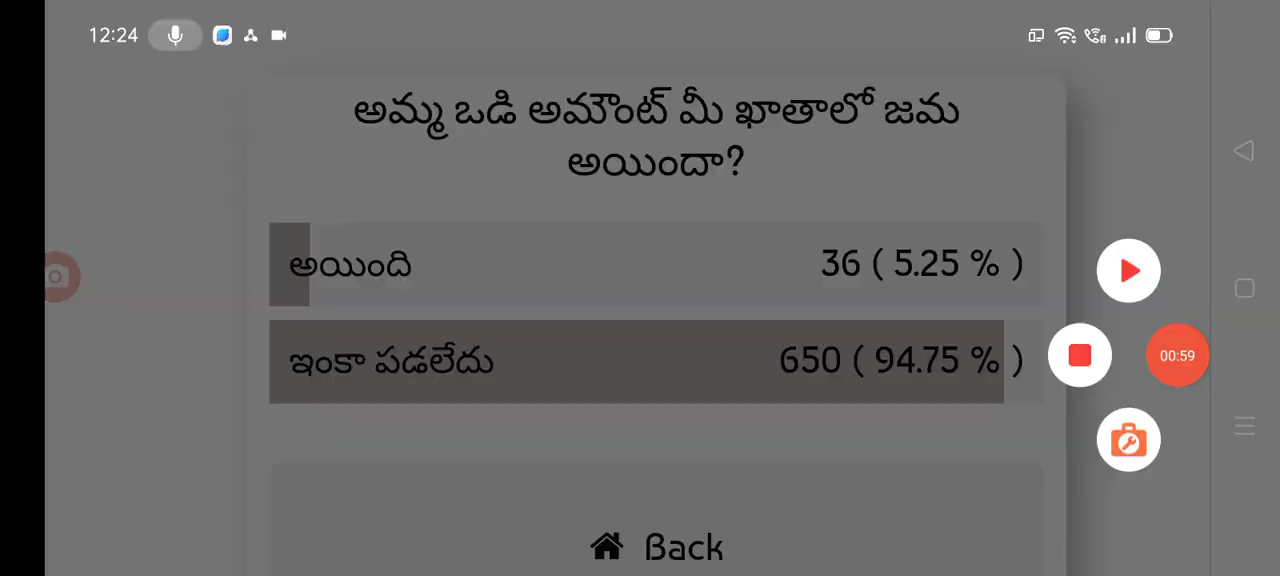 12:24
అమ్మ ఒడి అమౌంట్ మీ ఖాతాలో జమ
అయిందా?
అయింది 36 ( 5.25 % )
ఇంకా పడలేదు 650 ( 94.75 % )
00:59
Back